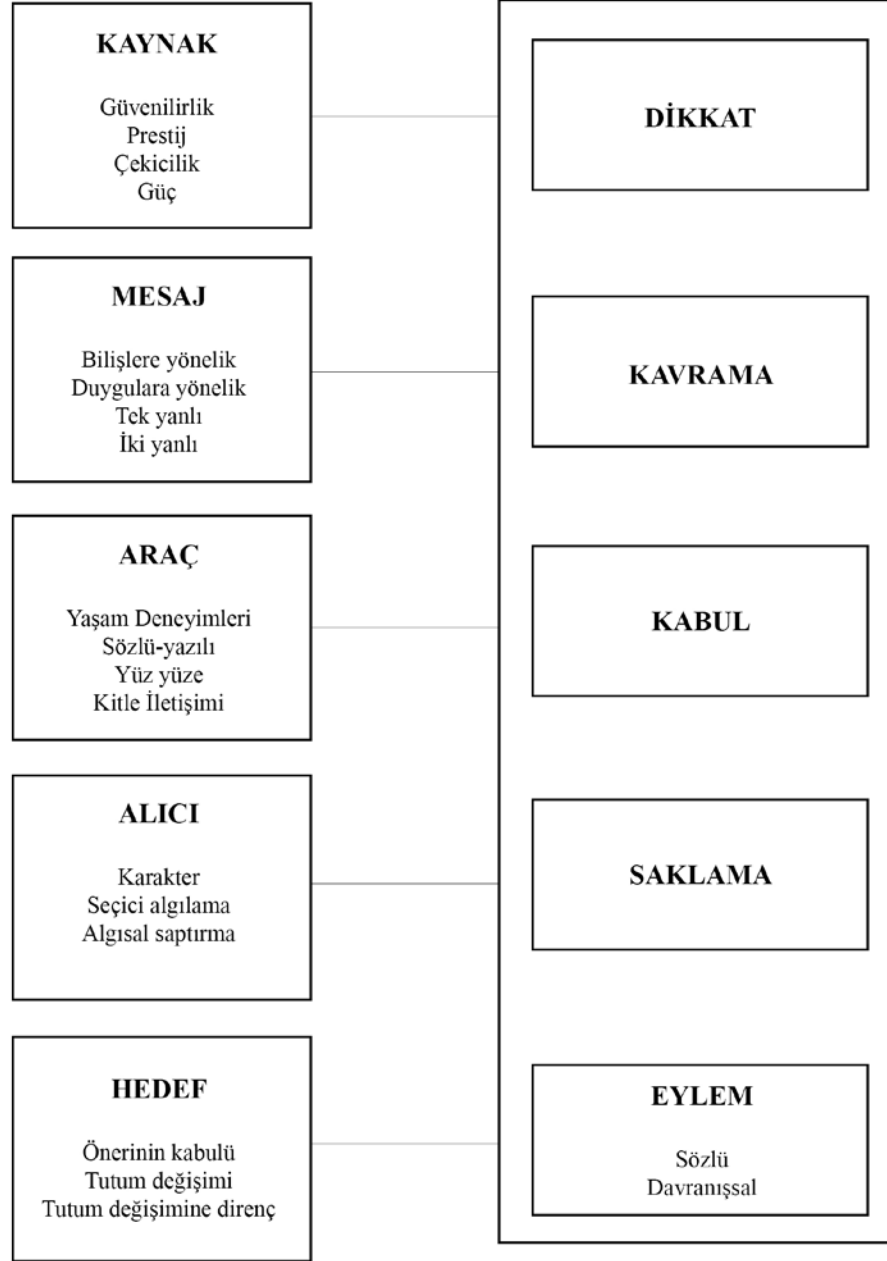 KAYNAK
Güvenilirlik
Prestij
Çekicilik
Güç
MESAJ
Bilişlere yönelik
Duygulara yönelik
Tek yanlı
İki yanlı
ARAÇ
Yaşam Deneyimleri
Sözlü-yazılı
Yüz yüze
Kitle İletişimi
ALICI
Karakter
Seçici algılama
Algısal saptırma
HEDEF
Önerinin kabulü
Tutum değişimi
Tutum değişimine direnç
DİKKAT
KAVRAMA
KABUL
SAKLAMA
EYLEM
Sözlü
Davranışsal